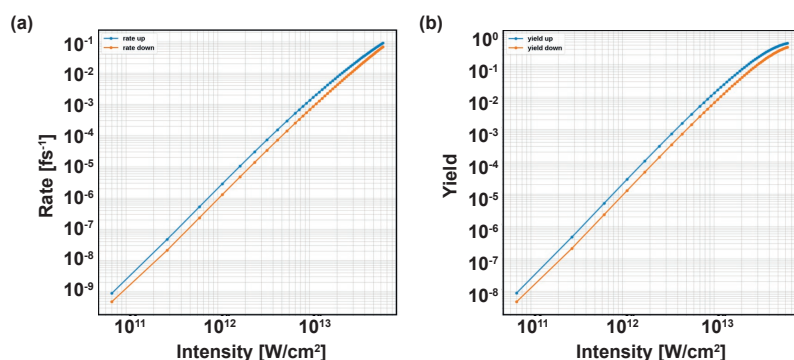 (a)
rate up
rate down
Rate [fs⁻¹]
10⁻¹
10⁻²
10⁻³
10⁻⁴
10⁻⁵
10⁻⁶
10⁻⁷
10⁻⁸
10⁻⁹
10¹¹ 10¹² 10¹³
Intensity [W/cm²]
(b)
yield up
yield down
Yield
10⁰
10⁻¹
10⁻²
10⁻³
10⁻⁴
10⁻⁵
10⁻⁶
10⁻⁷
10⁻⁸
10¹¹ 10¹² 10¹³
Intensity [W/cm²]